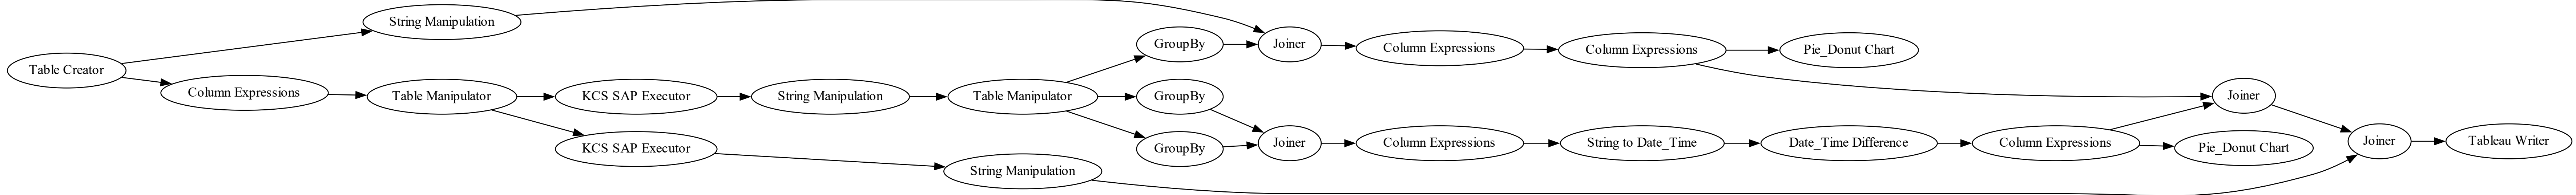 Table Creator
String Manipulation
Column Expressions
Table Manipulator
KCS SAP Executor
KCS SAP Executor
String Manipulation
String Manipulation
Table Manipulator
GroupBy
GroupBy
GroupBy
Joiner
Joiner
Column Expressions
Column Expressions
Column Expressions
String to Date_Time
Pie_Donut Chart
Date_Time Difference
Column Expressions
Joiner
Pie_Donut Chart
Joiner
Tableau Writer